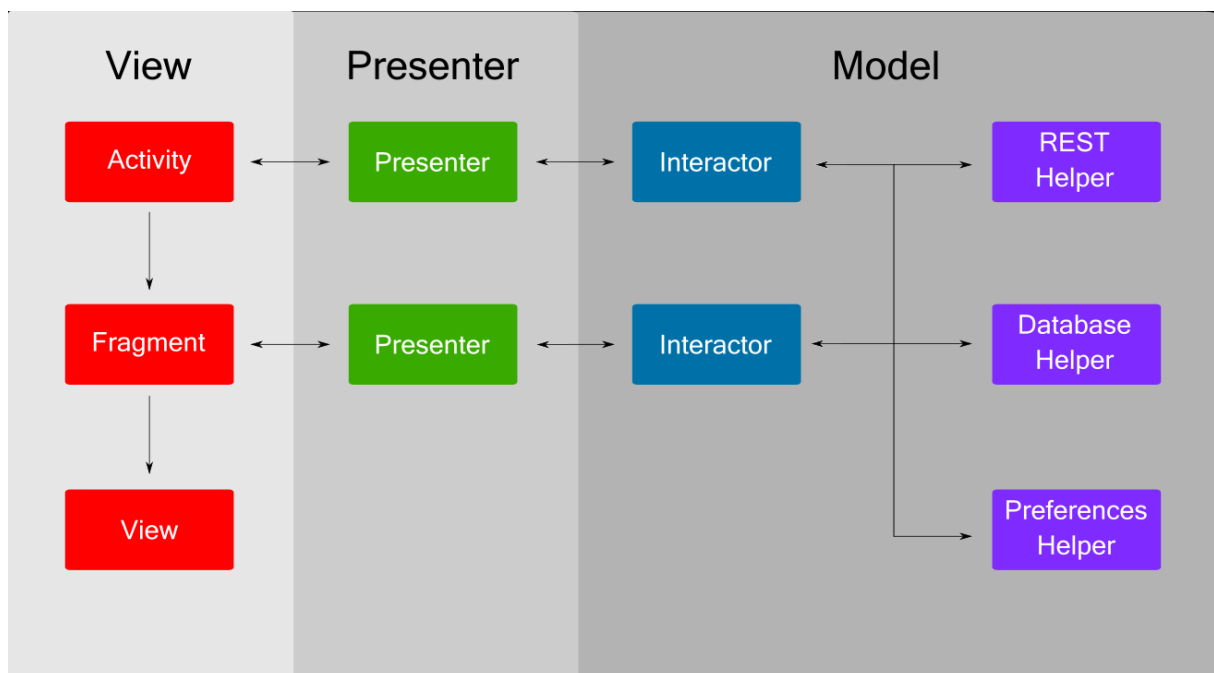 View
Presenter
Model
Activity
Presenter
Interactor
REST
Helper
Fragment
Presenter
Interactor
Database
Helper
View
Preferences
Helper